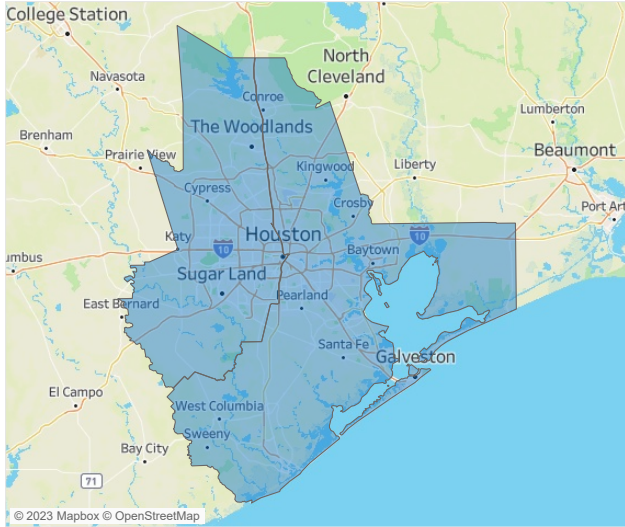 College Station
North
Cleveland
Navasota
Conroe
Lumberton
The Woodlands
Brenham
Beaumont
Prairie View
Kingwood
Liberty
Cypress
Port Art
Crosby
Katy
Houston
10
10
umbus
Baytown
Sugar Land
East Bernard
Pearland
Santa Fe
Galveston
El Campo
West Columbia
Sweeny
Bay City
71
© 2023 Mapbox © OpenStreetMap